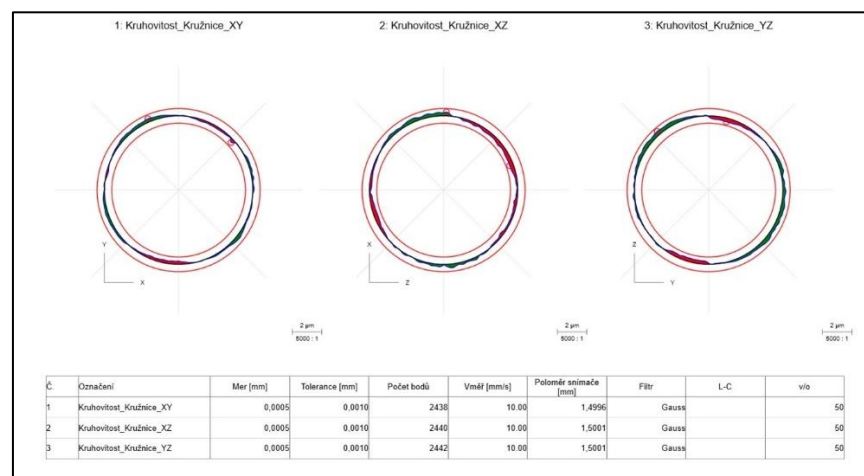 1: Kruhovitost_Kružnice_XY 2: Kruhovitost_Kružnice_XZ 3: Kruhovitost_Kružnice_YZ
Y X Z
X Z Y
2 µm 2 µm 2 µm
5000 : 1 5000 : 1 5000 : 1
Č. Označení Mer [mm] Tolerance [mm] Počet bodů Vměř [mm/s] Poloměr snímače [mm] Filtr L-C v/o
1 Kruhovitost_Kružnice_XY 0,0005 0,0010 2438 10.00 1,4996 Gauss 50
2 Kruhovitost_Kružnice_XZ 0,0005 0,0010 2440 10.00 1,5001 Gauss 50
3 Kruhovitost_Kružnice_YZ 0,0005 0,0010 2442 10.00 1,5001 Gauss 50